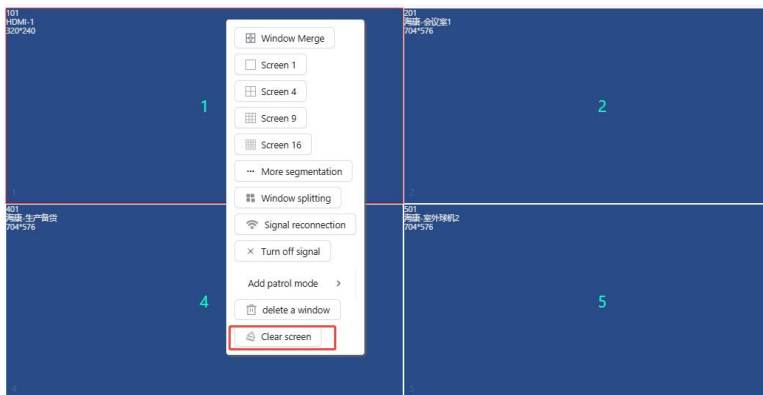 101
HDMI-1
320*240
1
1
201
海康-会议室1
704*576
2
2
Window Merge
Screen 1
Screen 4
Screen 9
Screen 16
More segmentation
Window splitting
Signal reconnection
Turn off signal
Add patrol mode
delete a window
Clear screen
401
海康-生产备货
704*576
4
4
501
海康-室外球机2
704*576
5
5